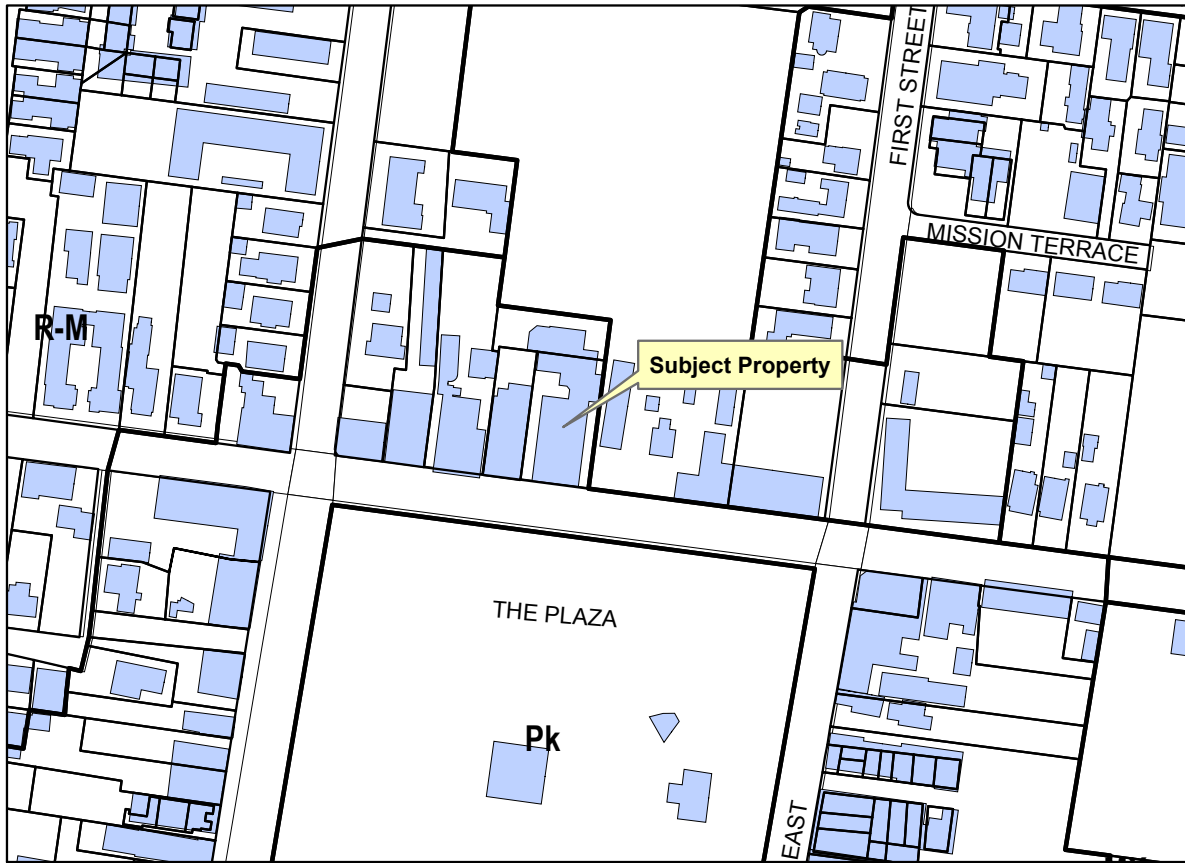 FIRST STREET
MISSION TERRACE
R-M
Subject Property
THE PLAZA
Pk
EAST